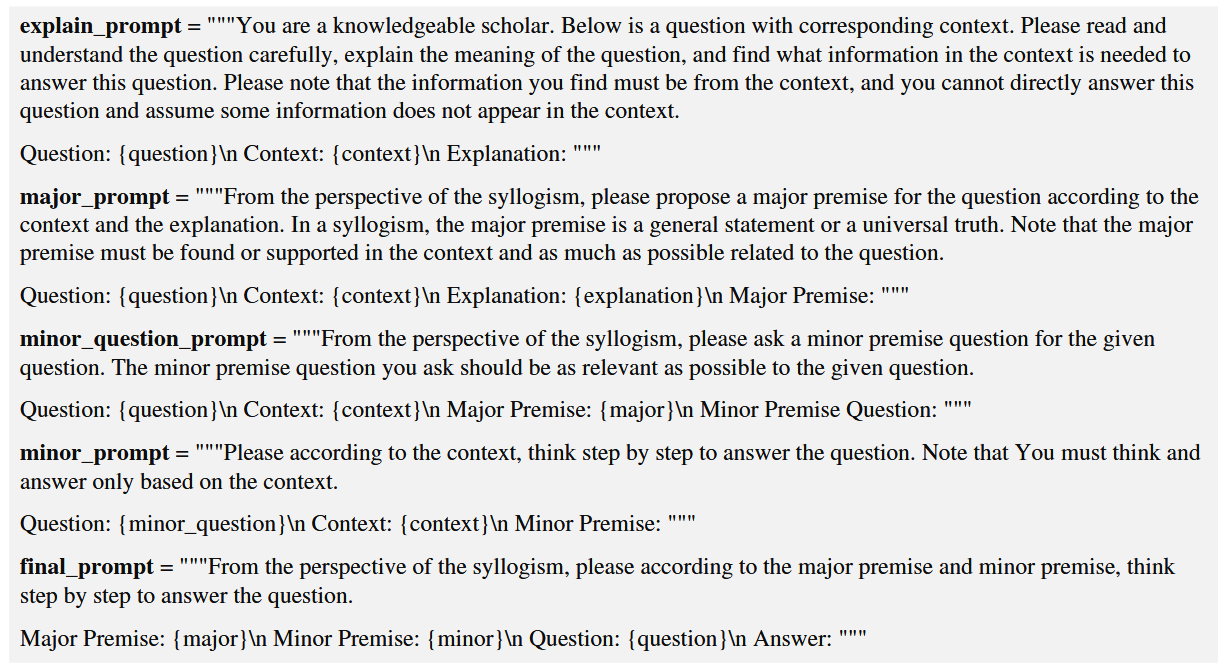 explain_prompt = """You are a knowledgeable scholar. Below is a question with corresponding context. Please read and
understand the question carefully, explain the meaning of the question, and find what information in the context is needed to
answer this question. Please note that the information you find must be from the context, and you cannot directly answer this
question and assume some information does not appear in the context.
Question: {question}\n Context: {context}\n Explanation: """
major_prompt = """From the perspective of the syllogism, please propose a major premise for the question according to the
context and the explanation. In a syllogism, the major premise is a general statement or a universal truth. Note that the major
premise must be found or supported in the context and as much as possible related to the question.
Question: {question}\n Context: {context}\n Explanation: {explanation}\n Major Premise: """
minor_question_prompt = """From the perspective of the syllogism, please ask a minor premise question for the given
question. The minor premise question you ask should be as relevant as possible to the given question.
Question: {question}\n Context: {context}\n Major Premise: {major}\n Minor Premise Question: """
minor_prompt = """Please according to the context, think step by step to answer the question. Note that You must think and
answer only based on the context.
Question: {minor_question}\n Context: {context}\n Minor Premise: """
final_prompt = """From the perspective of the syllogism, please according to the major premise and minor premise, think
step by step to answer the question.
Major Premise: {major}\n Minor Premise: {minor}\n Question: {question}\n Answer: """